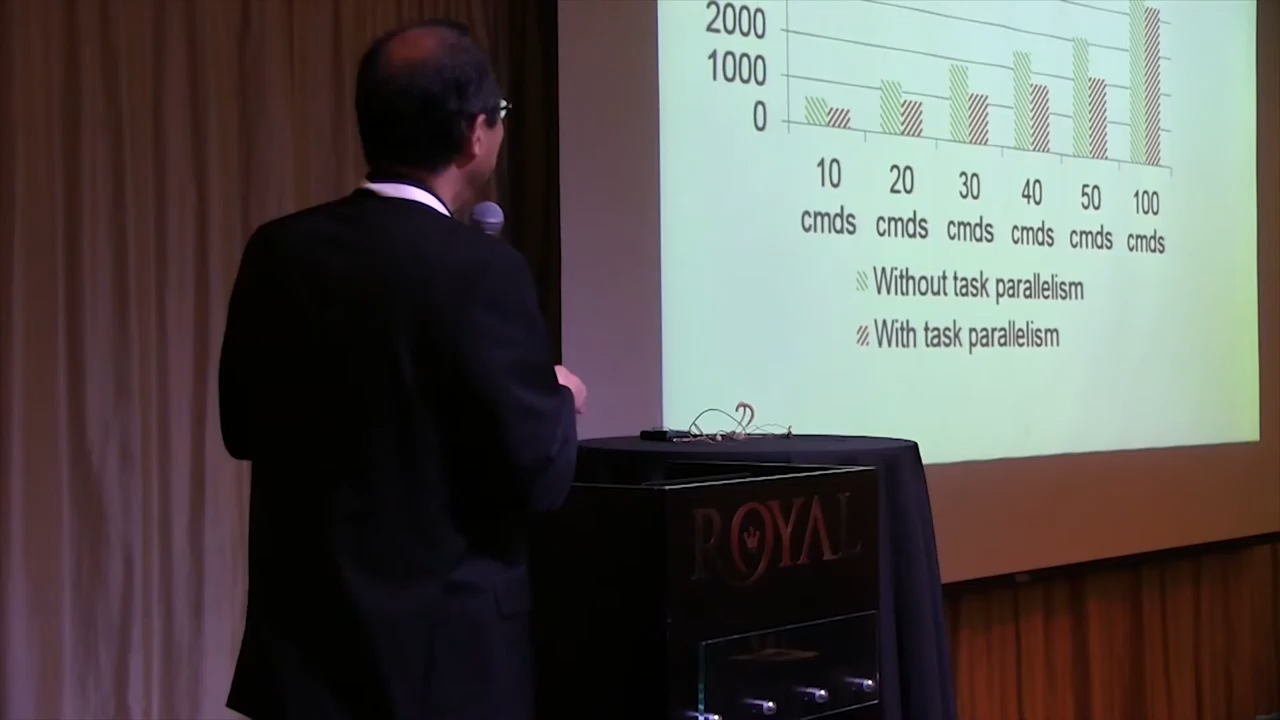 2000
1000
0
10 20 30 40 50 100
cmds cmds cmds cmds cmds cmds
Without task parallelism
With task parallelism
ROYAL